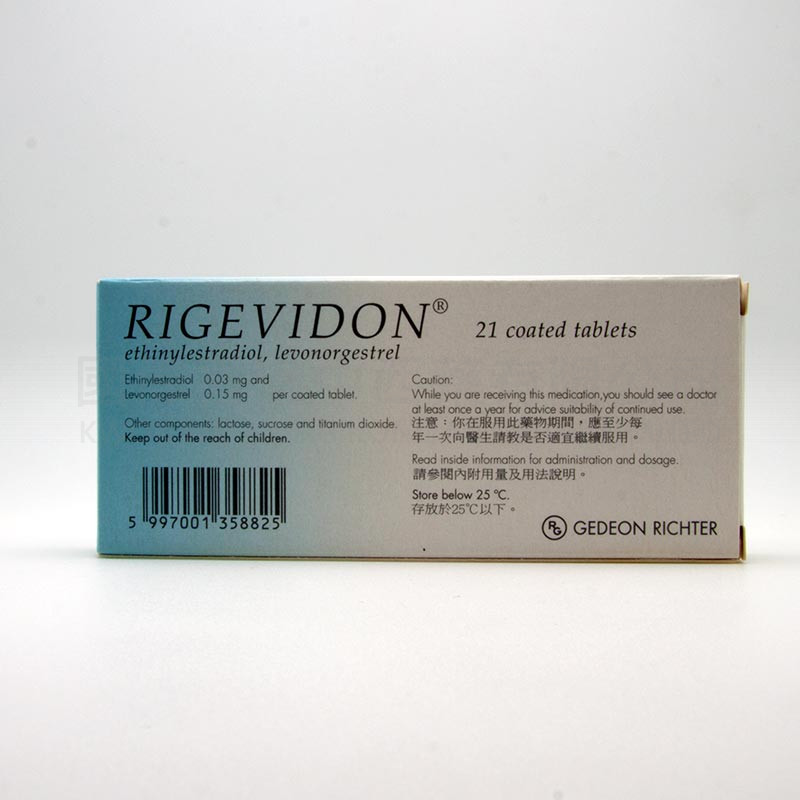 RIGEVIDON®
ethinylestradiol, levonorgestrel
21 coated tablets
Ethinylestradiol 0.03 mg and
Levonorgestrel 0.15 mg per coated tablet.
Other components: lactose, sucrose and titanium dioxide.
Keep out of the reach of children.
5 997001 358825
Caution:
While you are receiving this medication,you should see a doctor
at least once a year for advice suitability of continued use.
注意：你在服用此藥物期間，應至少每
年一次向醫生請教是否適宜繼續服用。
Read inside information for administration and dosage.
請參閱內附用量及用法說明。
Store below 25 °C.
存放於25℃以下。
RG GEDEON RICHTER